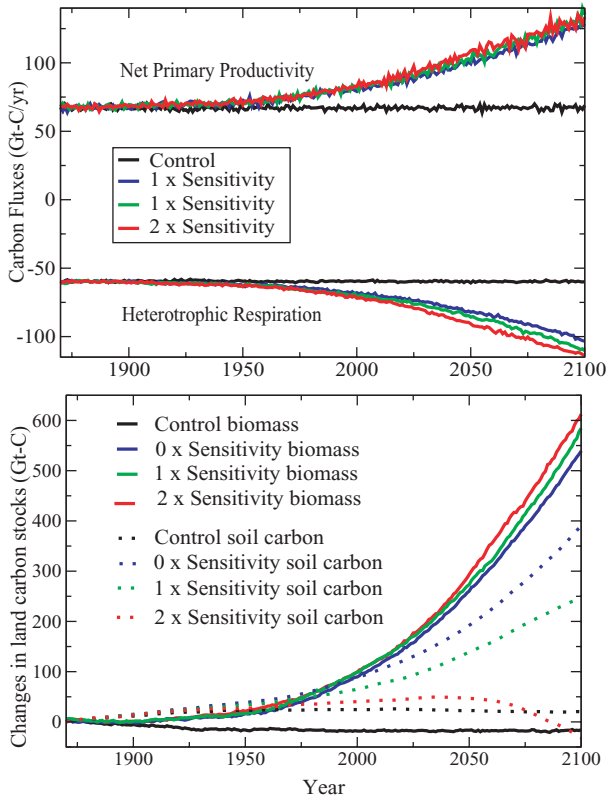 100
50
0
-50
-100
Carbon Fluxes (Gt-C/yr)
Net Primary Productivity
Control
1 x Sensitivity
1 x Sensitivity
2 x Sensitivity
Heterotrophic Respiration
1900
1950
2000
2050
2100
600
500
400
300
200
100
0
Changes in land carbon stocks (Gt-C)
Control biomass
0 x Sensitivity biomass
1 x Sensitivity biomass
2 x Sensitivity biomass
Control soil carbon
0 x Sensitivity soil carbon
1 x Sensitivity soil carbon
2 x Sensitivity soil carbon
1900
1950
2000
2050
2100
Year